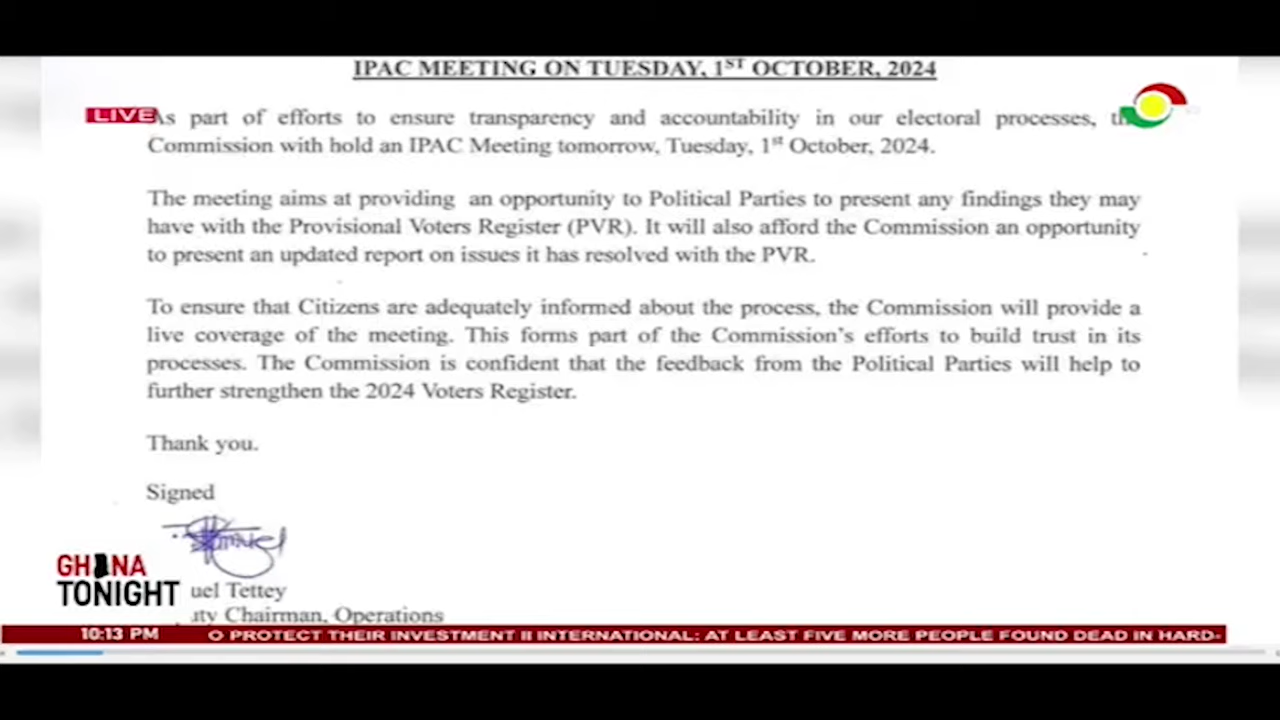 IPAC MEETING ON TUESDAY, 1ST OCTOBER, 2024
LIVE
As part of efforts to ensure transparency and accountability in our electoral processes,
Commission with hold an IPAC Meeting tomorrow, Tuesday, 1st October, 2024.
The meeting aims at providing an opportunity to Political Parties to present any findings they may
have with the Provisional Voters Register (PVR). It will also afford the Commission an opportunity
to present an updated report on issues it has resolved with the PVR.
To ensure that Citizens are adequately informed about the process, the Commission will provide a
live coverage of the meeting. This forms part of the Commission's efforts to build trust in its
processes. The Commission is confident that the feedback from the Political Parties will help to
further strengthen the 2024 Voters Register.
Thank you.
Signed
GHANA
TONIGHT
uel Tettey
uty Chairman, Operations
10:13 PM
O PROTECT THEIR INVESTMENT II INTERNATIONAL: AT LEAST FIVE MORE PEOPLE FOUND DEAD IN HARD-